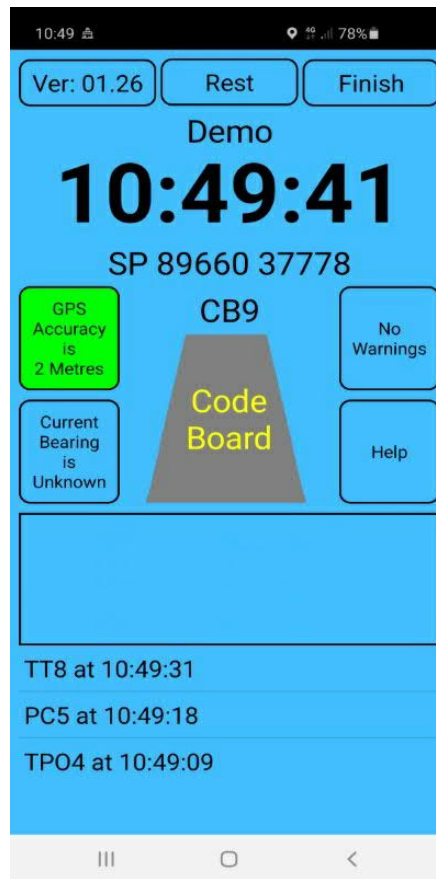 10:49 4G 78%
Ver: 01.26 Rest Finish
Demo
10:49:41
SP 89660 37778
GPS
Accuracy
is
2 Metres
CB9
No
Warnings
Code
Board
Current
Bearing
is
Unknown
Help
TT8 at 10:49:31
PC5 at 10:49:18
TPO4 at 10:49:09